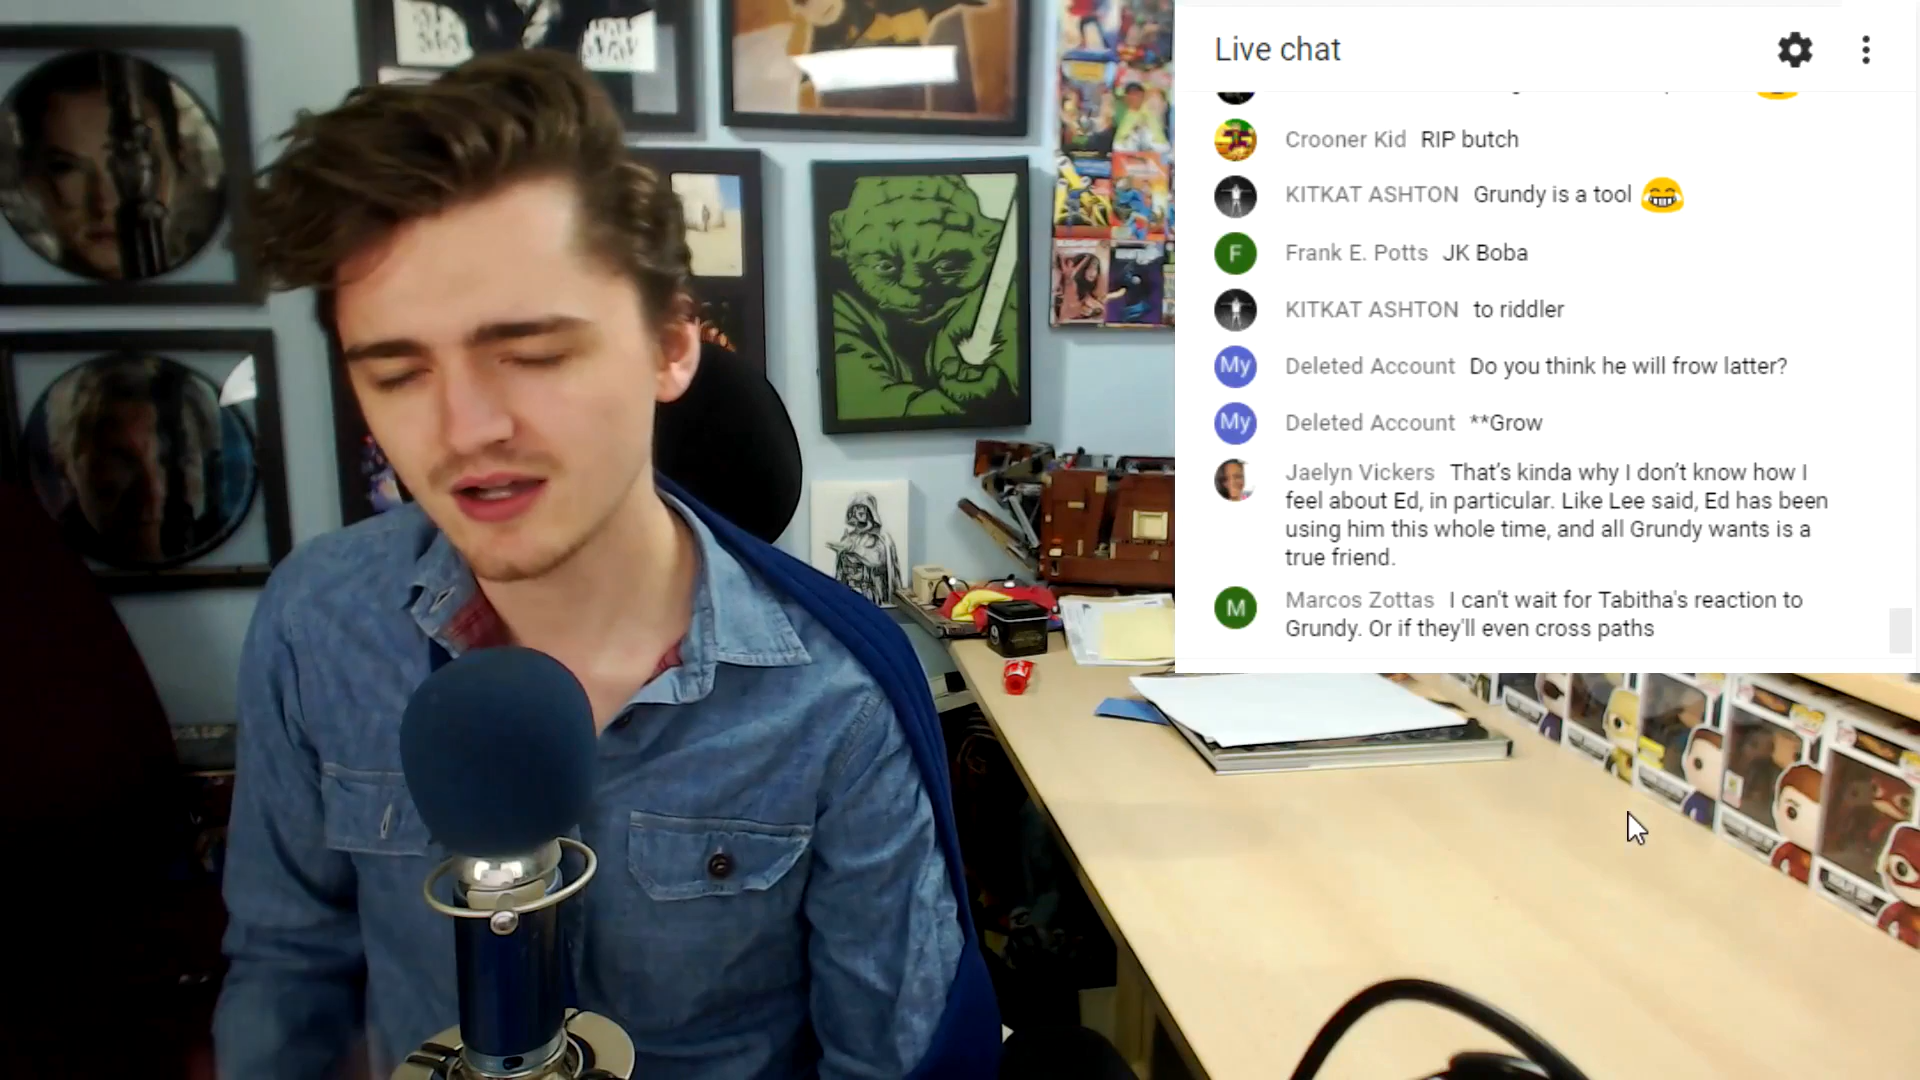 Live chat
Crooner Kid RIP butch
KITKAT ASHTON Grundy is a tool
F Frank E. Potts JK Boba
KITKAT ASHTON to riddler
My Deleted Account Do you think he will frow latter?
My Deleted Account **Grow
Jaelyn Vickers That's kinda why I don't know how I
feel about Ed, in particular. Like Lee said, Ed has been
using him this whole time, and all Grundy wants is a
true friend.
M Marcos Zottas I can't wait for Tabitha's reaction to
Grundy. Or if they'll even cross paths